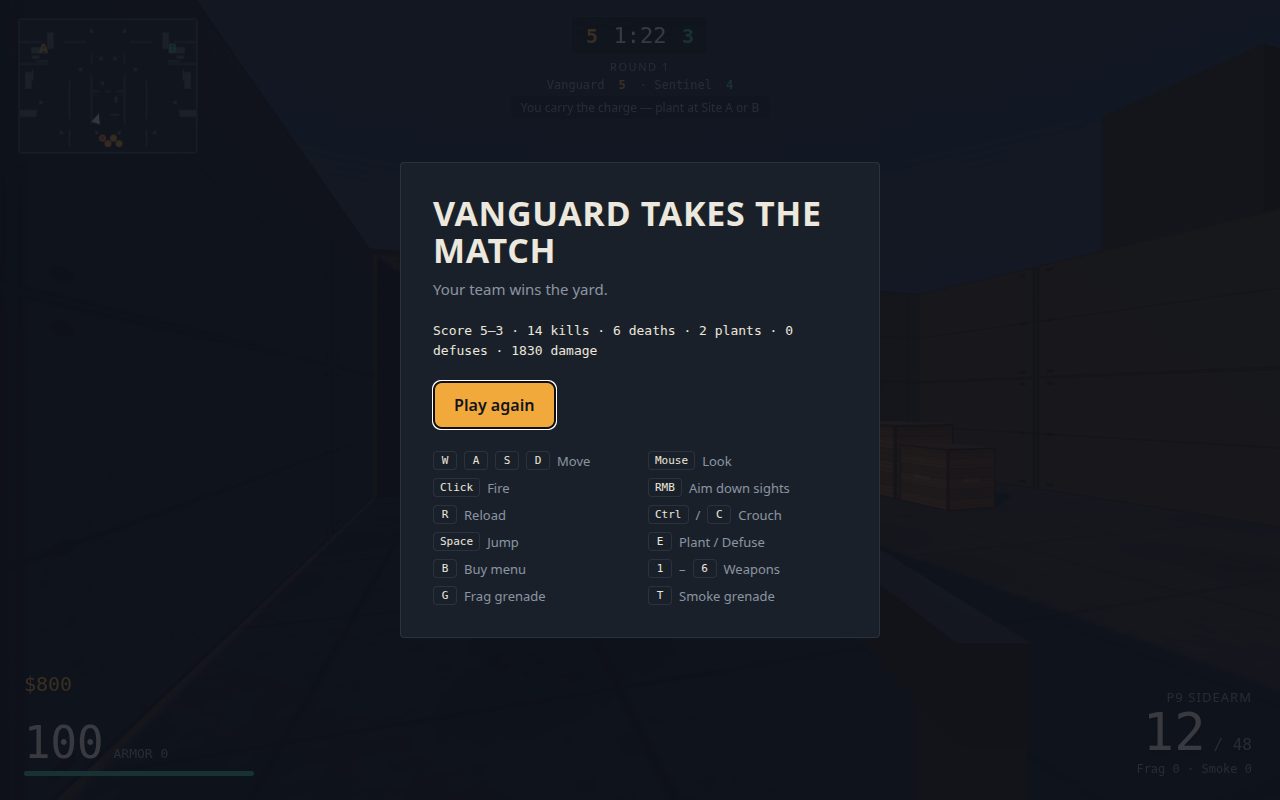 A
B
5 1:22 3
ROUND 1
Vanguard 5 · Sentinel 4
You carry the charge — plant at Site A or B
VANGUARD TAKES THE
MATCH
Your team wins the yard.
Score 5–3 · 14 kills · 6 deaths · 2 plants · 0
defuses · 1830 damage
Play again
W A S D Move
Mouse Look
Click Fire
RMB Aim down sights
R Reload
Ctrl / C Crouch
Space Jump
E Plant / Defuse
B Buy menu
1 – 6 Weapons
G Frag grenade
T Smoke grenade
$800
100 ARMOR 0
P9 SIDEARM
12 / 48
Frag 0 · Smoke 0